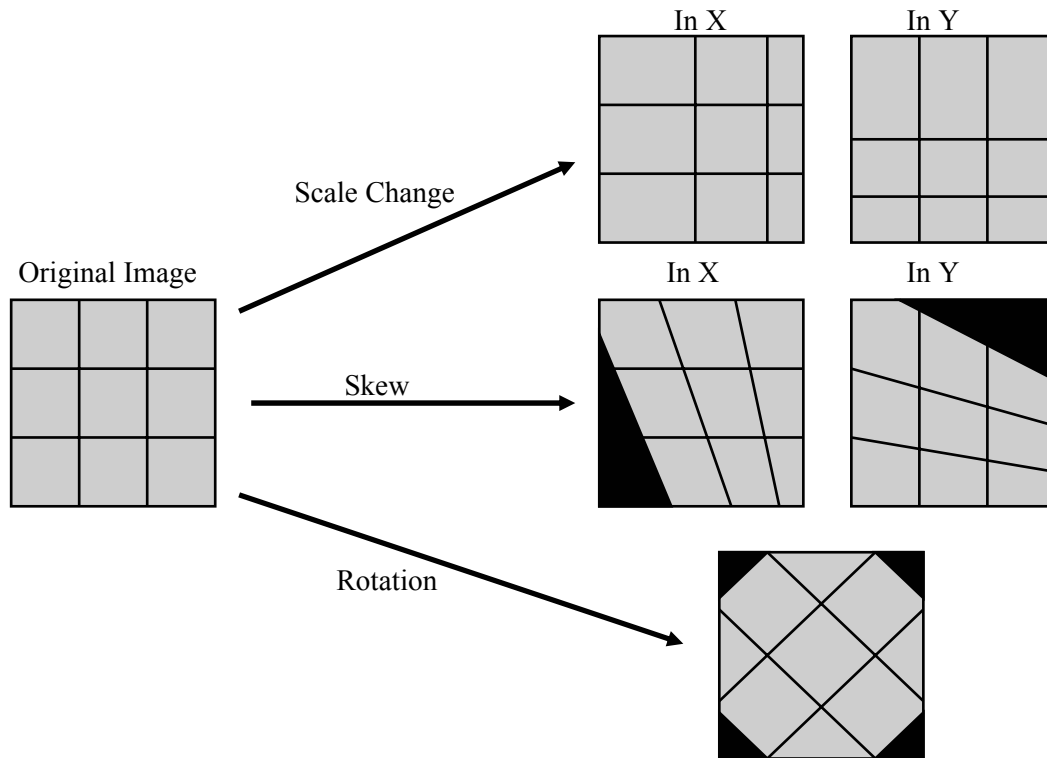 In X
In Y
Scale Change
Original Image
In X
In Y
Skew
Rotation